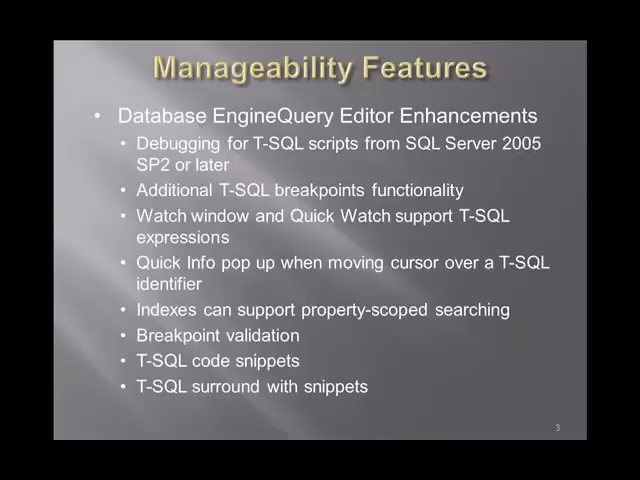 Manageability Features
• Database EngineQuery Editor Enhancements
• Debugging for T-SQL scripts from SQL Server 2005
SP2 or later
• Additional T-SQL breakpoints functionality
• Watch window and Quick Watch support T-SQL
expressions
• Quick Info pop up when moving cursor over a T-SQL
identifier
• Indexes can support property-scoped searching
• Breakpoint validation
• T-SQL code snippets
• T-SQL surround with snippets
3